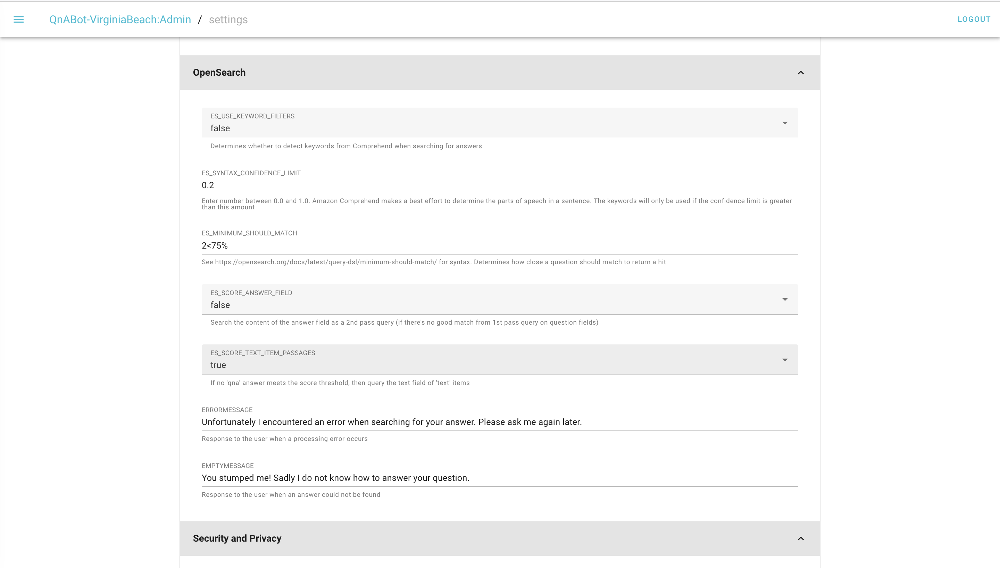 QnABot-VirginiaBeach:Admin / settings
LOGOUT
OpenSearch
ES_USE_KEYWORD_FILTERS
false
Determines whether to detect keywords from Comprehend when searching for answers
ES_SYNTAX_CONFIDENCE_LIMIT
0.2
Enter number between 0.0 and 1.0. Amazon Comprehend makes a best effort to determine the parts of speech in a sentence. The keywords will only be used if the confidence limit is greater
than this amount
ES_MINIMUM_SHOULD_MATCH
2<75%
See https://opensearch.org/docs/latest/query-dsl/minimum-should-match/ for syntax. Determines how close a question should match to return a hit
ES_SCORE_ANSWER_FIELD
false
Search the content of the answer field as a 2nd pass query (if there's no good match from 1st pass query on question fields)
ES_SCORE_TEXT_ITEM_PASSAGES
true
If no 'qna' answer meets the score threshold, then query the text field of 'text' items
ERRORMESSAGE
Unfortunately I encountered an error when searching for your answer. Please ask me again later.
Response to the user when a processing error occurs
EMPTYMESSAGE
You stumped me! Sadly I do not know how to answer your question.
Response to the user when an answer could not be found
Security and Privacy